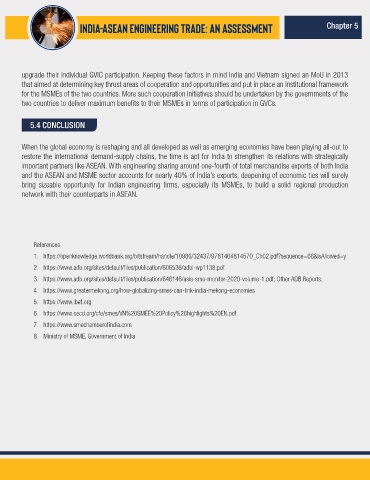 INDIA-ASEAN ENGINEERING TRADE: AN ASSESSMENT
Chapter 5
upgrade their individual GVC participation. Keeping these factors in mind India and Vietnam signed an MoU in 2013
that aimed at determining key thrust areas of cooperation and opportunities and put in place an institutional framework
for the MSMEs of the two countries. More such cooperation initiatives should be undertaken by the governments of the
two countries to deliver maximum benefits to their MSMEs in terms of participation in GVCs.
5.4 CONCLUSION
When the global economy is reshaping and all developed as well as emerging economies have been playing all-out to
restore the international demand-supply chains, the time is apt for India to strengthen its relations with strategically
important partners like ASEAN. With engineering sharing around one-fourth of total merchandise exports of both India
and the ASEAN and MSME sector accounts for nearly 40% of India's exports, deepening of economic ties will surely
bring sizeable opportunity for Indian engineering firms, especially its MSMEs, to build a solid regional production
network with their counterparts in ASEAN.
References
1. https://openknowledge.worldbank.org/bitstream/handle/10986/32437/9781464814570_Ch02.pdf?sequence=66&isAllowed=y
2. https://www.adb.org/sites/default/files/publication/609536/adbi-wp1138.pdf
3. https://www.adb.org/sites/default/files/publication/646146/asia-sme-monitor-2020-volume-1.pdf; Other ADB Reports.
4. https://www.greatermekong.org/how-globalizing-smes-can-link-india-mekong-economies
5. https://www.ibef.org
6. https://www.oecd.org/cfe/smes/VN%20SMEE%20Policy%20highlights%20EN.pdf
7. https://www.smechamberofindia.com
8. Ministry of MSME, Government of India